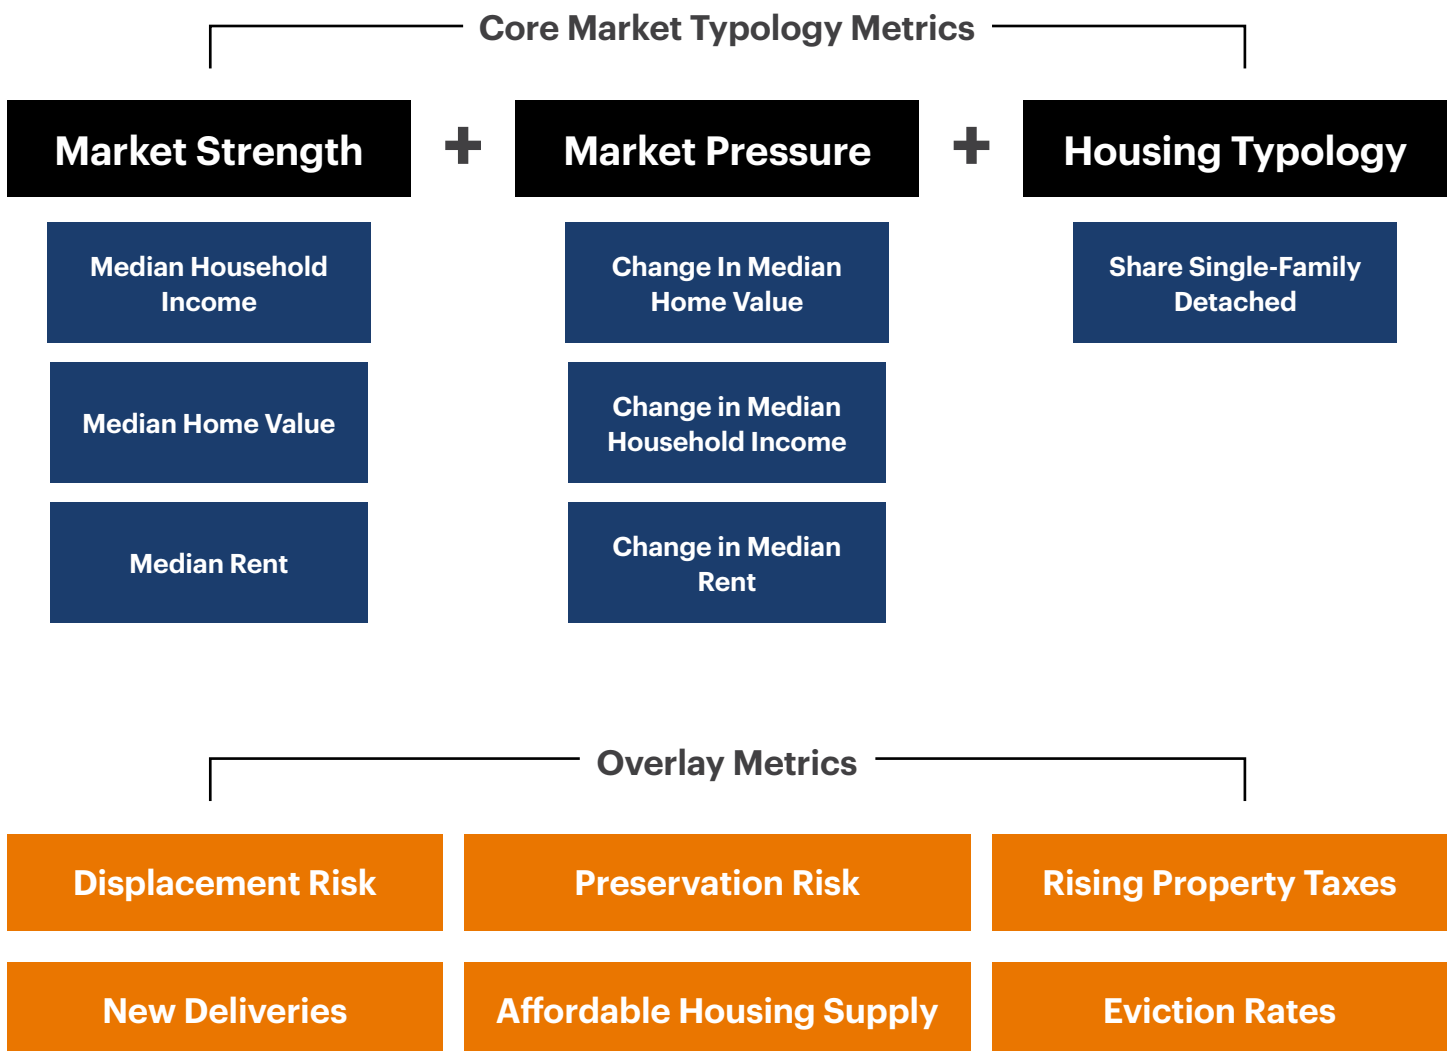 Core Market Typology Metrics
Market Strength + Market Pressure + Housing Typology
Median Household
Income
Median Home Value
Median Rent
Change In Median
Home Value
Change in Median
Household Income
Change in Median
Rent
Share Single-Family
Detached
Overlay Metrics
Displacement Risk
Preservation Risk
Rising Property Taxes
New Deliveries
Affordable Housing Supply
Eviction Rates